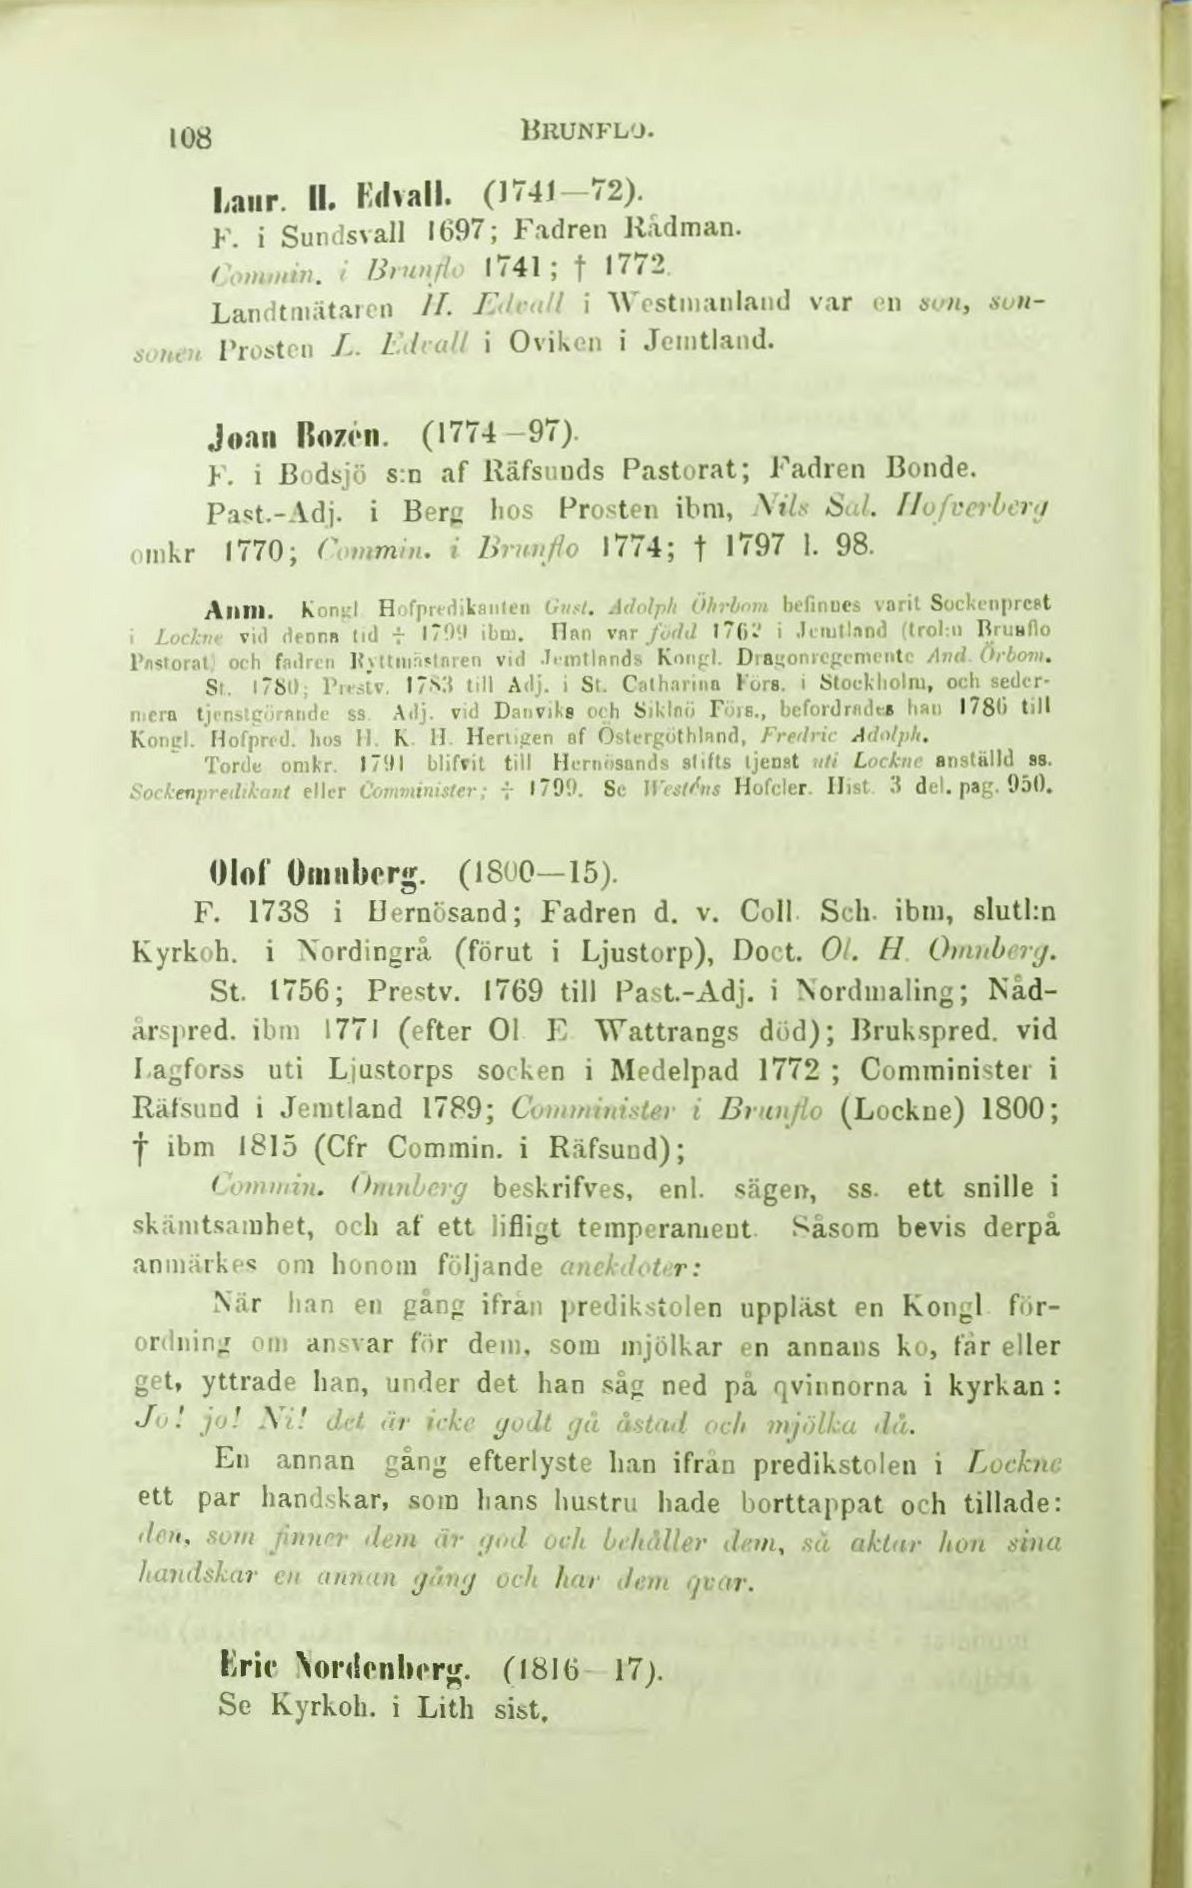 108
BRUNFLO.
Laur. H. Edvall. (1741—72).
F. i Sundsvall 1697; Fadren Rådman.
Commin. i Brunflo 1741; † 1772.
Landtmätaren H. Edvall i Westmanland var en son, son-
sonen Prosten L. Edvall i Oviken i Jemtland.
Joan Bozén. (1774—97).
F. i Bodsjö s:n af Räfsunds Pastorat; Fadren Bonde.
Past.-Adj. i Berg hos Prosten ibm, Nils Sal. Hofverberg
omkr 1770; Commin. i Brunflo 1774; † 1797 l. 98.
Anm. Kongl Hofpredikanten Gust. Adolph Öhrbom befinnes varit Sockenprest
i Lockne vid denna tid † 1799 ibm. Han var född 1762 i Jemtland (trol:n Brunflo
Pastorat) och fadren Ryttmästaren vid Jemtlands Kongl. Dragonregemente And. Örbom.
St. 1780; Prestv. 1783 till Adj. i St. Catharina Förs. i Stockholm, och seder-
mera tjenstgörande ss. Adj. vid Danviks och Siklaö Förs., befordrades han 1786 till
Kongl. Hofpred. hos H. K. H. Hertigen af Östergöthland, Fredric Adolph.
Torde omkr. 1791 blifvit till Hernösands stifts tjenst uti Lockne anställd ss.
Sockenpredikant eller Comminister; † 1799. Se Westéns Hofcler. Hist. 3 del. pag. 950.
Olof Omnberg. (1800—15).
F. 1738 i Hernösand; Fadren d. v. Coll. Sch. ibm, slutl:n
Kyrkoh. i Nordingrå (förut i Ljustorp), Doct. Ol. H. Omnberg.
St. 1756; Prestv. 1769 till Past.-Adj. i Nordmaling; Nåd-
årspred. ibm 1771 (efter Ol E. Wattrangs död); Brukspred. vid
Lagforss uti Ljustorps socken i Medelpad 1772; Comminister i
Räfsund i Jemtland 1789; Comminister i Brunflo (Lockne) 1800;
† ibm 1815 (Cfr Commin. i Räfsund);
Commin. Omnberg beskrifves, enl. sägen, ss. ett snille i
skämtsamhet, och af ett lifligt temperament. Såsom bevis derpå
anmärkes om honom följande anekdoter:
När han en gång ifrån predikstolen uppläst en Kongl för-
ordning om ansvar för dem, som mjölkar en annans ko, får eller
get, yttrade han, under det han såg ned på qvinnorna i kyrkan:
Jo! jo! Ni! det är icke godt gå åstad och mjölka då.
En annan gång efterlyste han ifrån predikstolen i Lockne
ett par handskar, som hans hustru hade borttappat och tillade:
den, som finner dem är god och behåller dem, så aktar hon sina
handskar en annan gång och har dem qvar.
Eric Nordenberg. (1816—17).
Se Kyrkoh. i Lith sist.